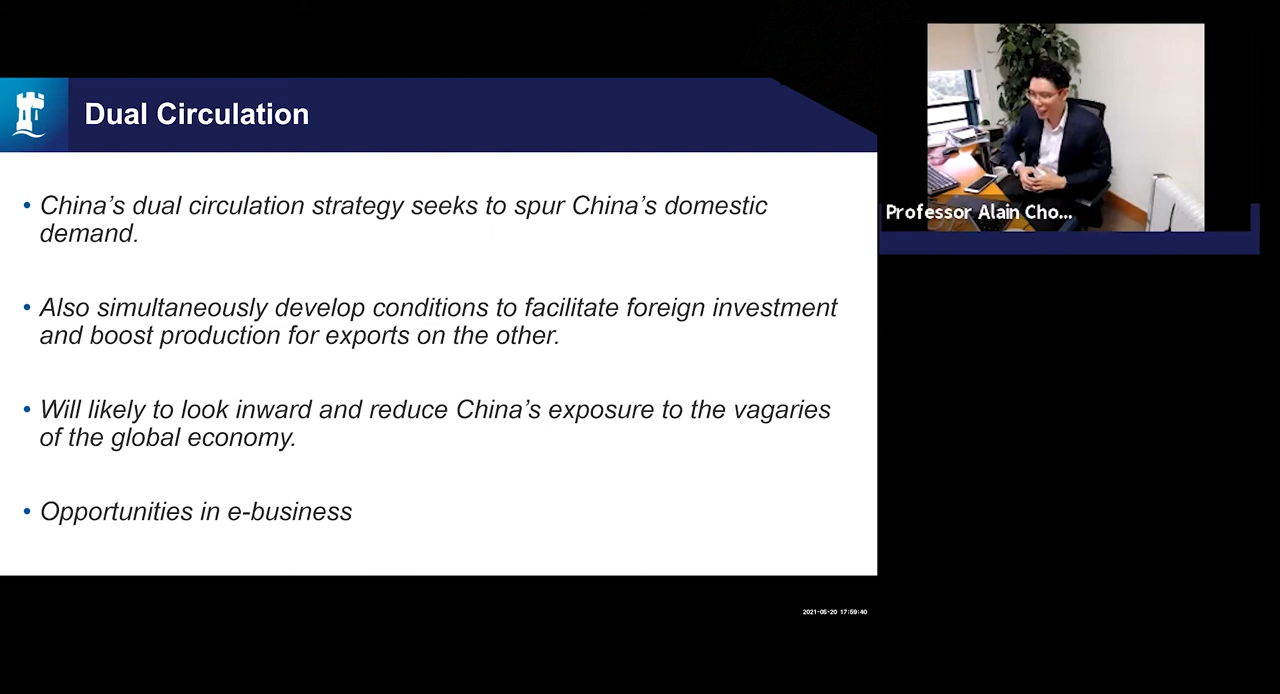 Dual Circulation
• China's dual circulation strategy seeks to spur China's domestic
demand.
• Also simultaneously develop conditions to facilitate foreign investment
and boost production for exports on the other.
• Will likely to look inward and reduce China's exposure to the vagaries
of the global economy.
• Opportunities in e-business
Professor Alain Cho...
2021-05-20 17:59:40